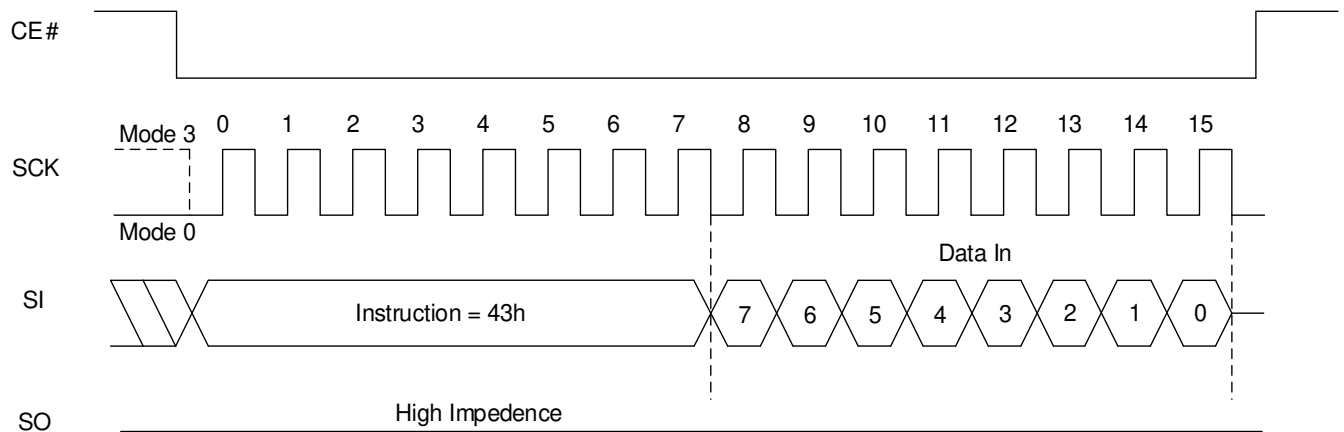 CE#
0 1 2 3 4 5 6 7 8 9 10 11 12 13 14 15
Mode 3
SCK
Mode 0
Data In
SI
Instruction = 43h
7 6 5 4 3 2 1 0
High Impedence
SO